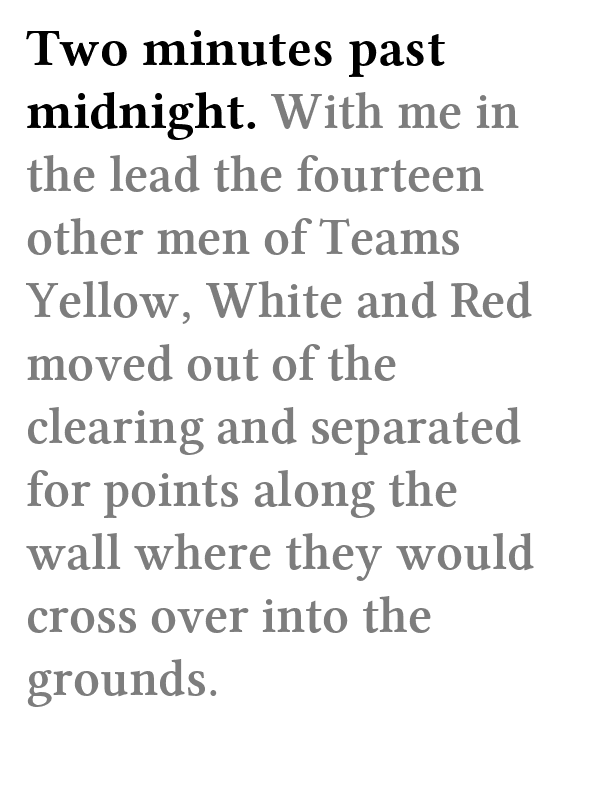 Two minutes past
midnight. With me in
the lead the fourteen
other men of Teams
Yellow, White and Red
moved out of the
clearing and separated
for points along the
wall where they would
cross over into the
grounds.